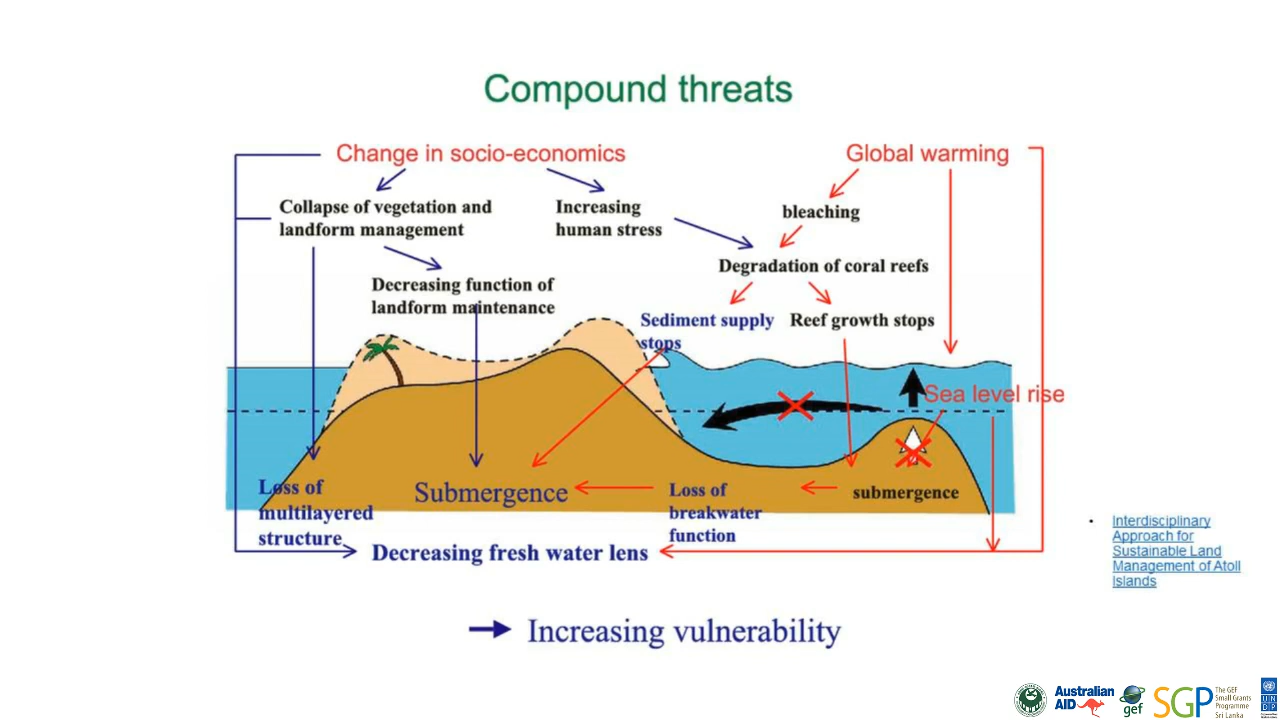 Compound threats
Change in socio-economics
Global warming
Collapse of vegetation and
landform management
Increasing
human stress
bleaching
Degradation of coral reefs
Decreasing function of
landform maintenance
Sediment supply
stops
Reef growth stops
Sea level rise
Loss of
multilayered
structure
Submergence
Loss of
breakwater
function
submergence
Decreasing fresh water lens
Increasing vulnerability
• Interdisciplinary
Approach for
Sustainable Land
Management of Atoll
Islands
Australian
AID
gef
SGP
The GEF
Small Grants
Programme
Sri Lanka
U N
D P